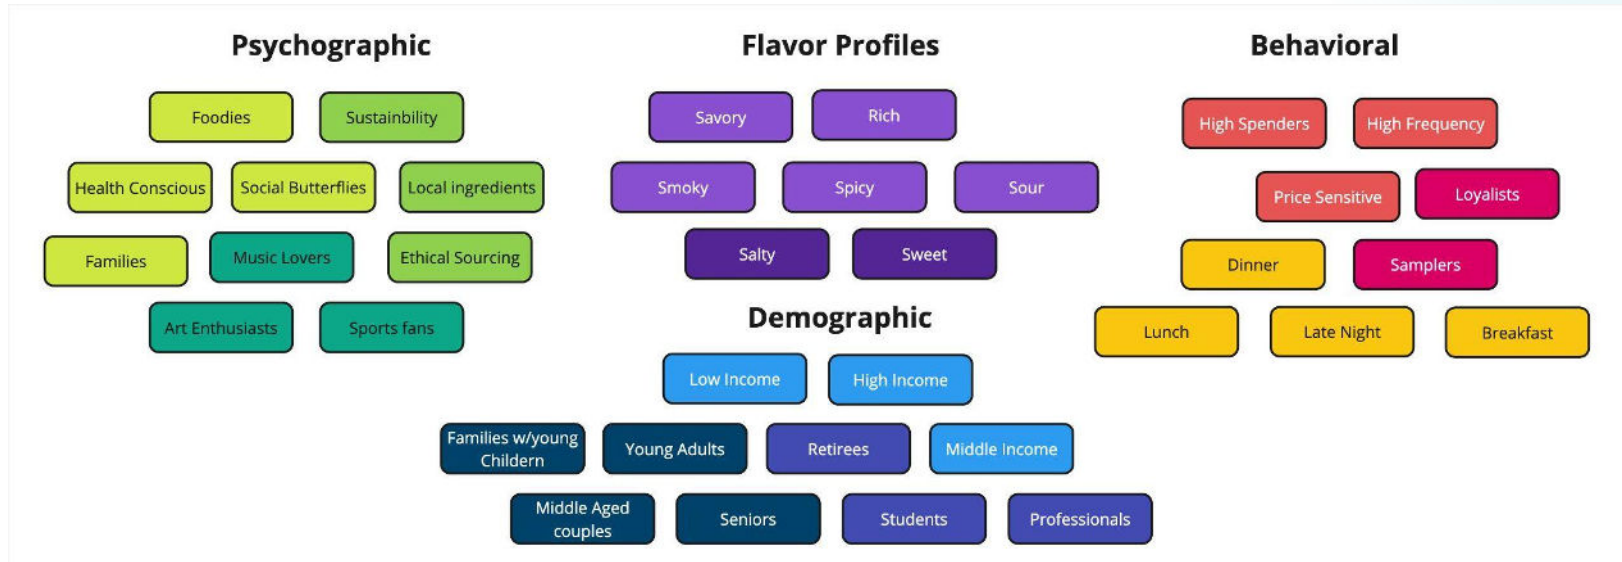 Psychographic
Foodies
Sustainbility
Health Conscious
Social Butterflies
Local ingredients
Families
Music Lovers
Ethical Sourcing
Art Enthusiasts
Sports fans
Flavor Profiles
Savory
Rich
Smoky
Spicy
Sour
Salty
Sweet
Behavioral
High Spenders
High Frequency
Price Sensitive
Loyalists
Dinner
Samplers
Lunch
Late Night
Breakfast
Demographic
Low Income
High Income
Families w/young
Childern
Young Adults
Retirees
Middle Income
Middle Aged
couples
Seniors
Students
Professionals